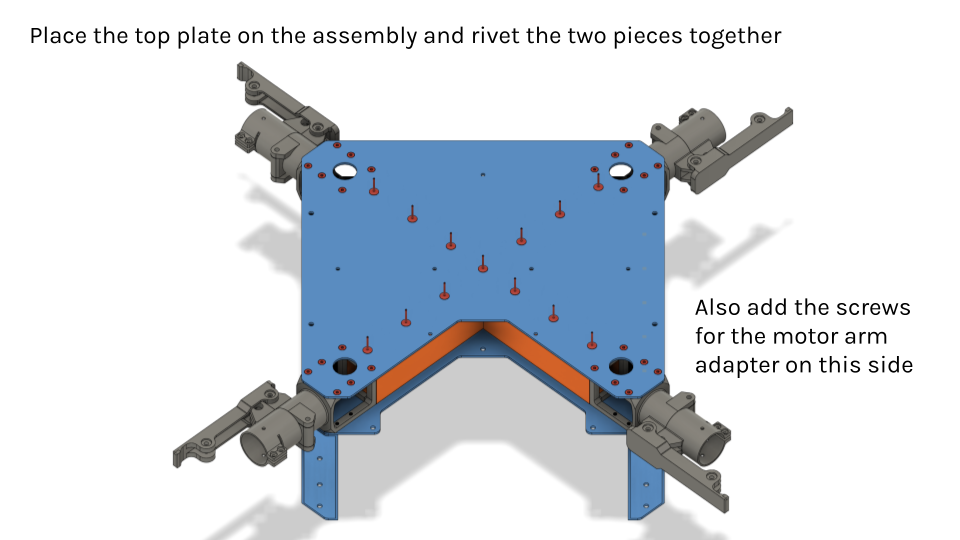 Place the top plate on the assembly and rivet the two pieces together
Also add the screws
for the motor arm
adapter on this side